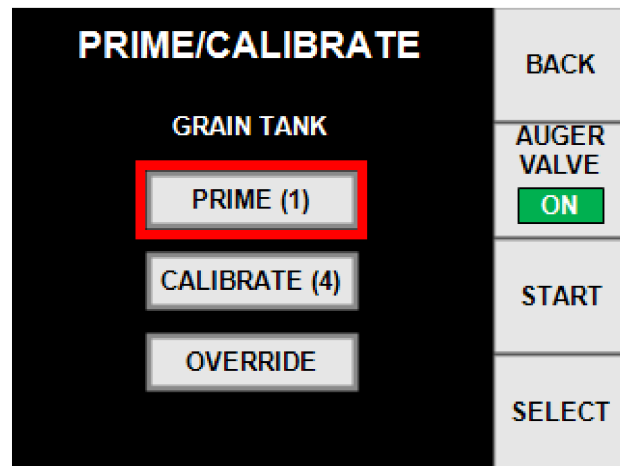 PRIME/CALIBRATE
GRAIN TANK
PRIME (1)
CALIBRATE (4)
OVERRIDE
BACK
AUGER
VALVE
ON
START
SELECT